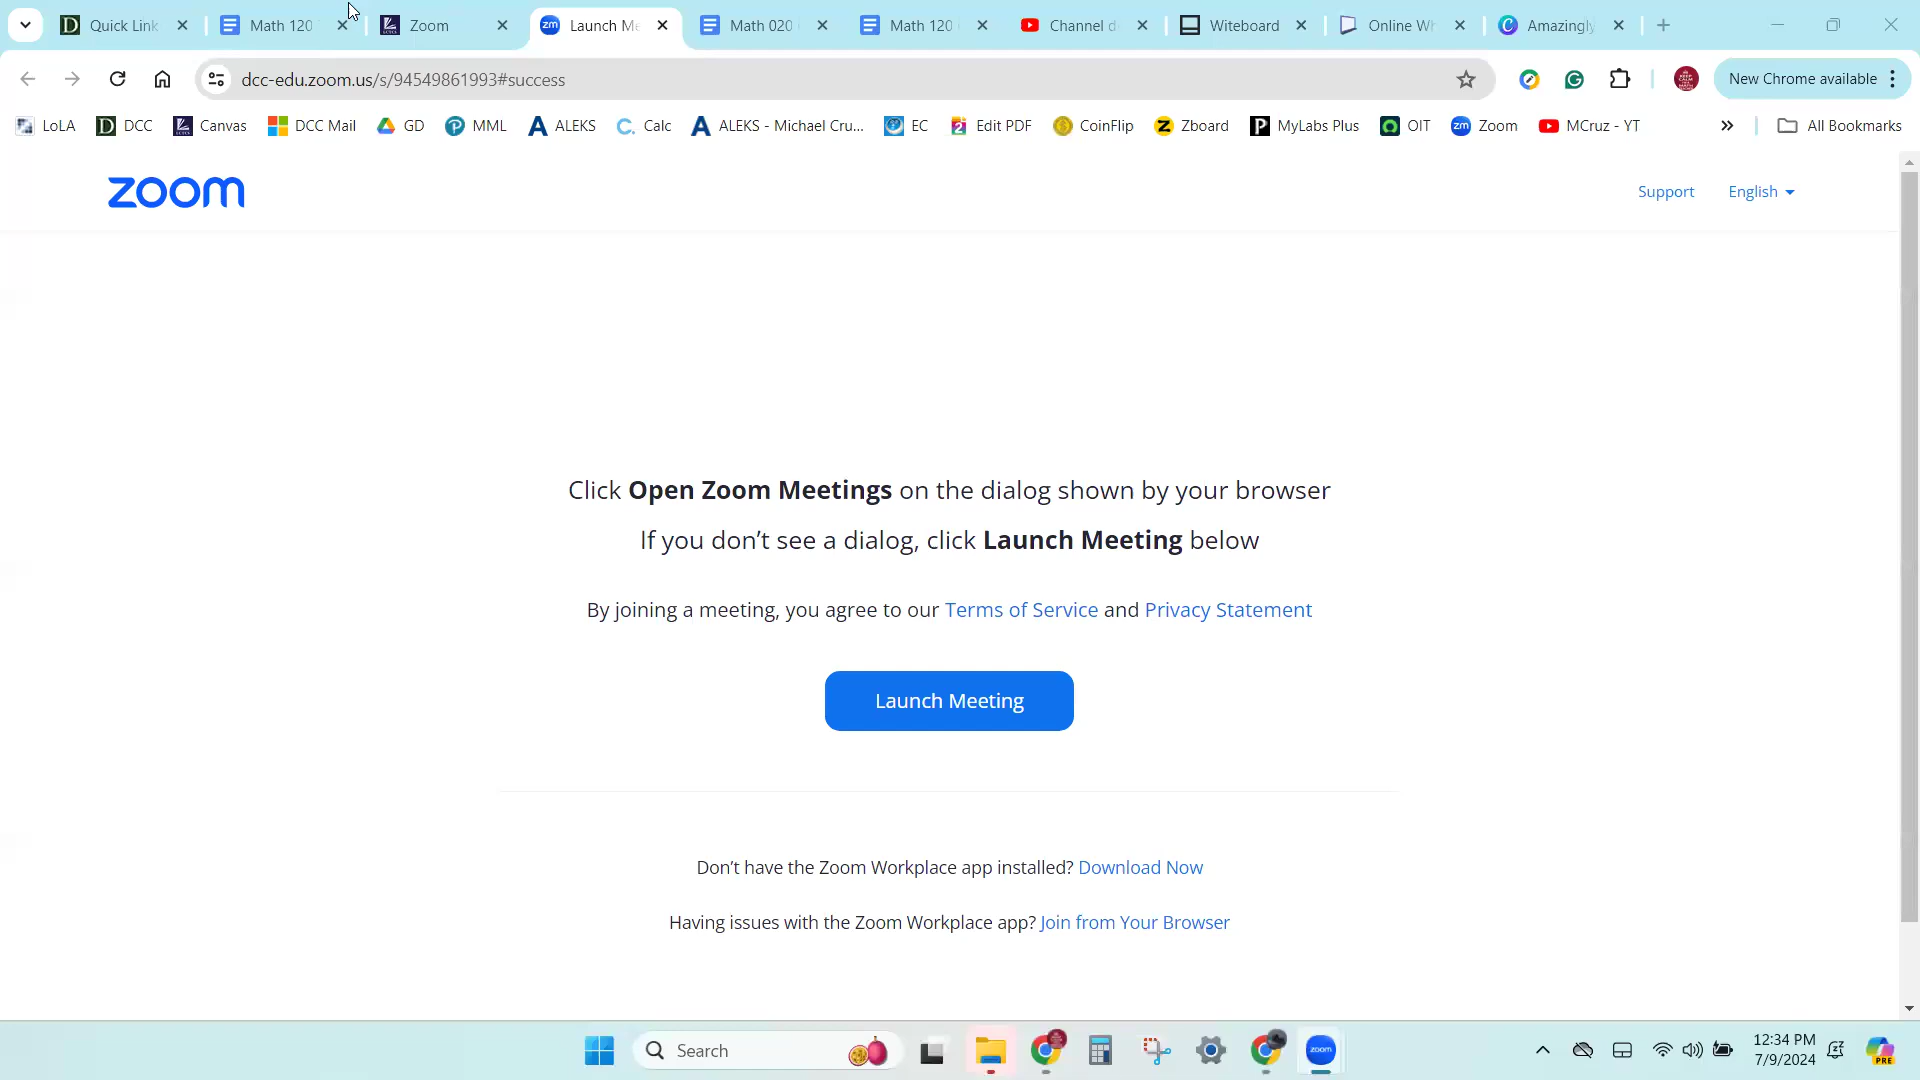 Quick Link
Math 120
Zoom
Launch Me
Math 020
Math 120
Channel d
Witeboard
Online Wh
Amazingly
dcc-edu.zoom.us/s/94549861993#success
New Chrome available
LoLA
DCC
Canvas
DCC Mail
GD
MML
ALEKS
Calc
ALEKS - Michael Cru...
EC
Edit PDF
CoinFlip
Zboard
MyLabs Plus
OIT
Zoom
MCruz - YT
All Bookmarks
zoom
Support
English
Click Open Zoom Meetings on the dialog shown by your browser
If you don’t see a dialog, click Launch Meeting below
By joining a meeting, you agree to our Terms of Service and Privacy Statement
Launch Meeting
Don’t have the Zoom Workplace app installed? Download Now
Having issues with the Zoom Workplace app? Join from Your Browser
Search
zoom
12:34 PM
7/9/2024
PRE